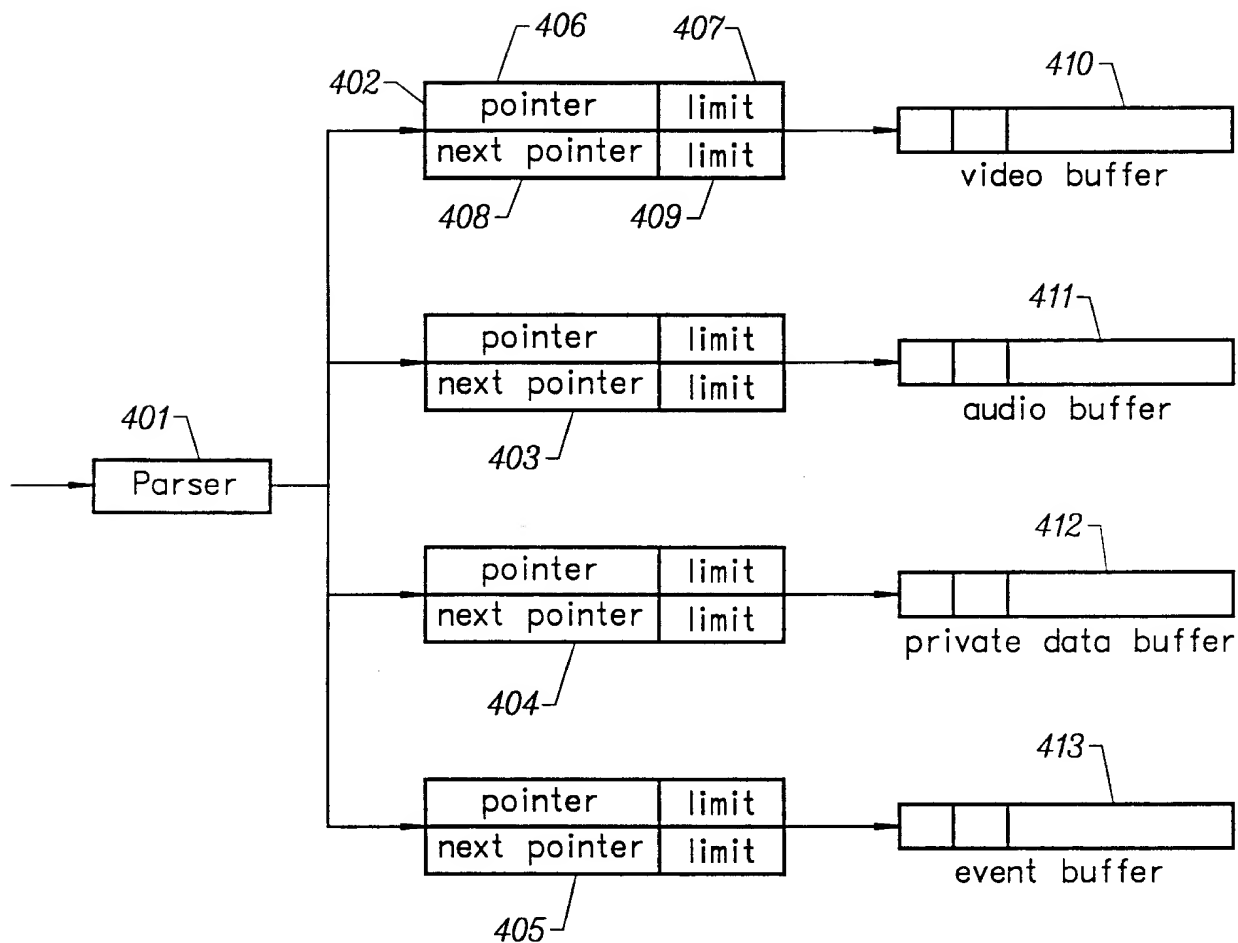 406
407
402
pointer
limit
next pointer
limit
408
409
410
video buffer
pointer
limit
next pointer
limit
403
411
audio buffer
401
Parser
pointer
limit
next pointer
limit
404
412
private data buffer
pointer
limit
next pointer
limit
405
413
event buffer